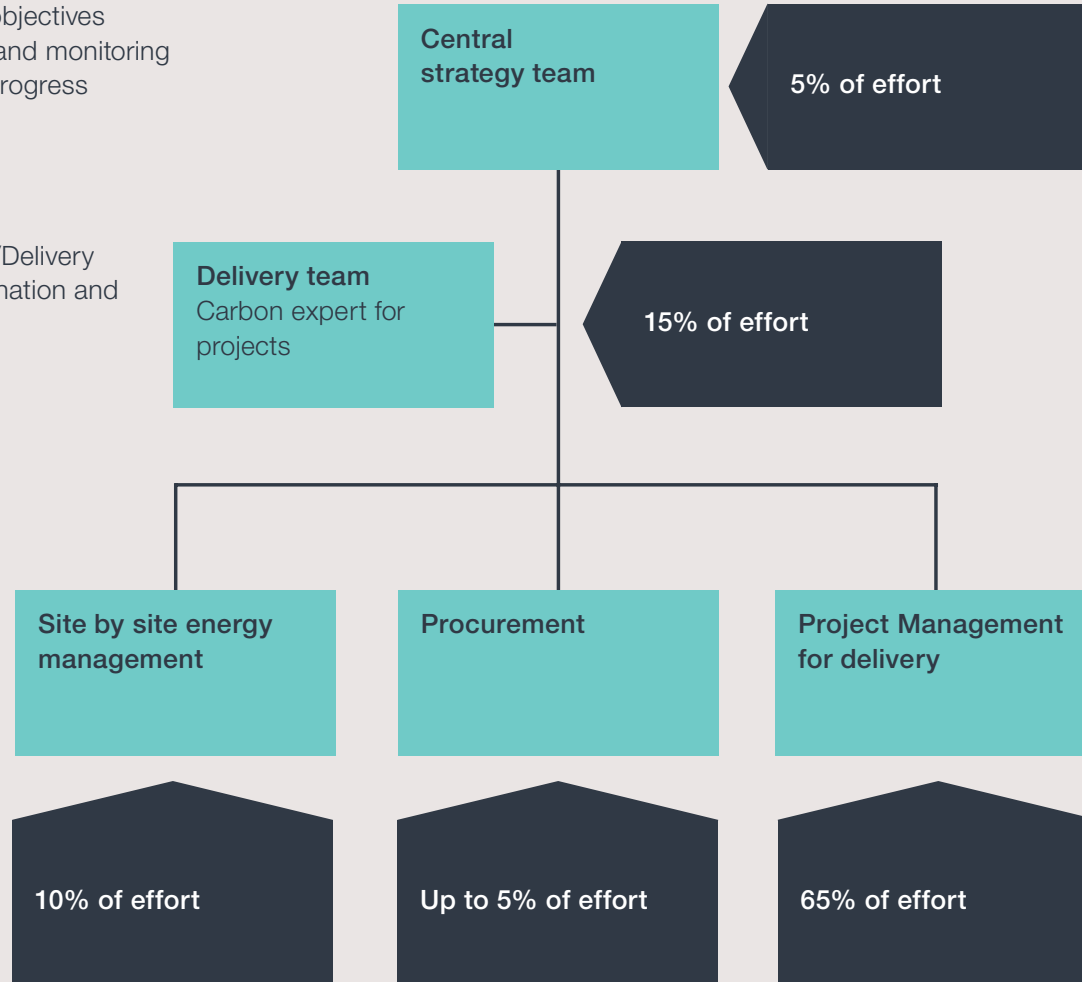 objectives
and monitoring
rogress
Central
strategy team
5% of effort
/Delivery
nation and
Delivery team
Carbon expert for
projects
15% of effort
Site by site energy
management
Procurement
Project Management
for delivery
10% of effort
Up to 5% of effort
65% of effort